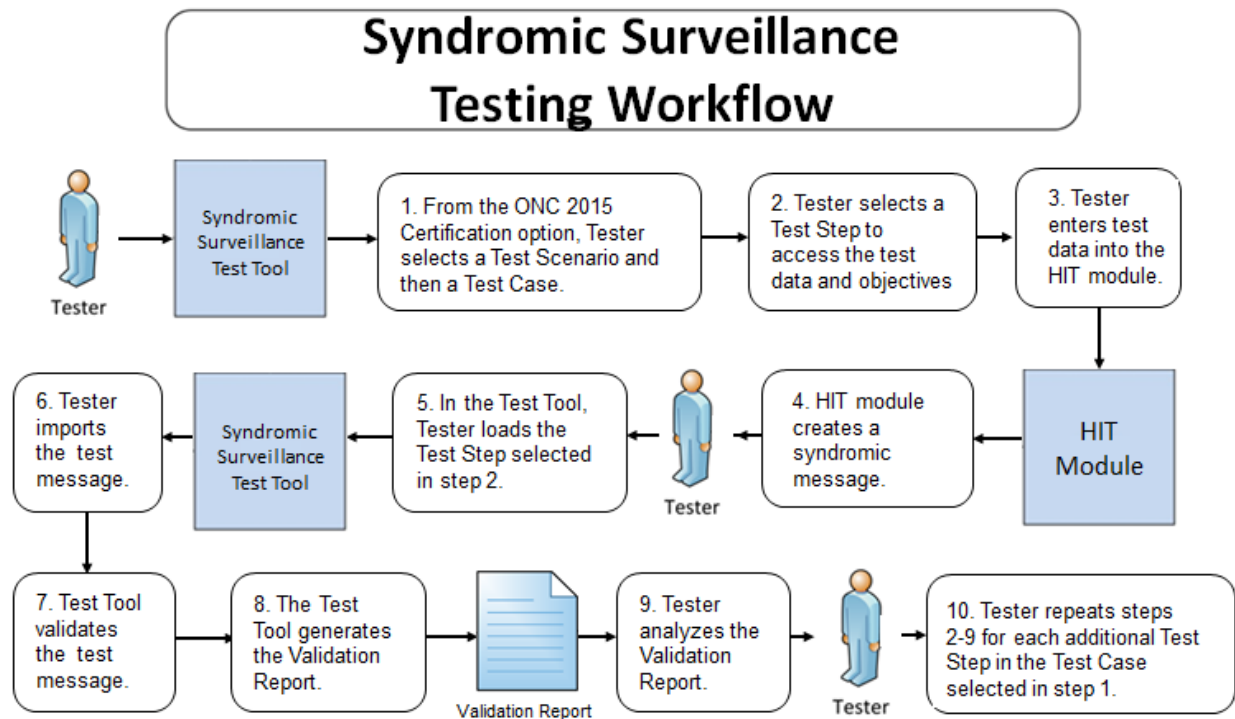 Syndromic Surveillance
Testing Workflow
Tester
Syndromic
Surveillance
Test Tool
1. From the ONC 2015
Certification option, Tester
selects a Test Scenario and
then a Test Case.
2. Tester selects a
Test Step to
access the test
data and objectives
3. Tester
enters test
data into the
HIT module.
6. Tester
imports
the test
message.
Syndromic
Surveillance
Test Tool
5. In the Test Tool,
Tester loads the
Test Step selected
in step 2.
Tester
4. HIT module
creates a
syndromic
message.
HIT
Module
7. Test Tool
validates
the test
message.
8. The Test
Tool generates
the Validation
Report.
Validation Report
9. Tester
analyzes the
Validation
Report.
Tester
10. Tester repeats steps
2-9 for each additional Test
Step in the Test Case
selected in step 1.